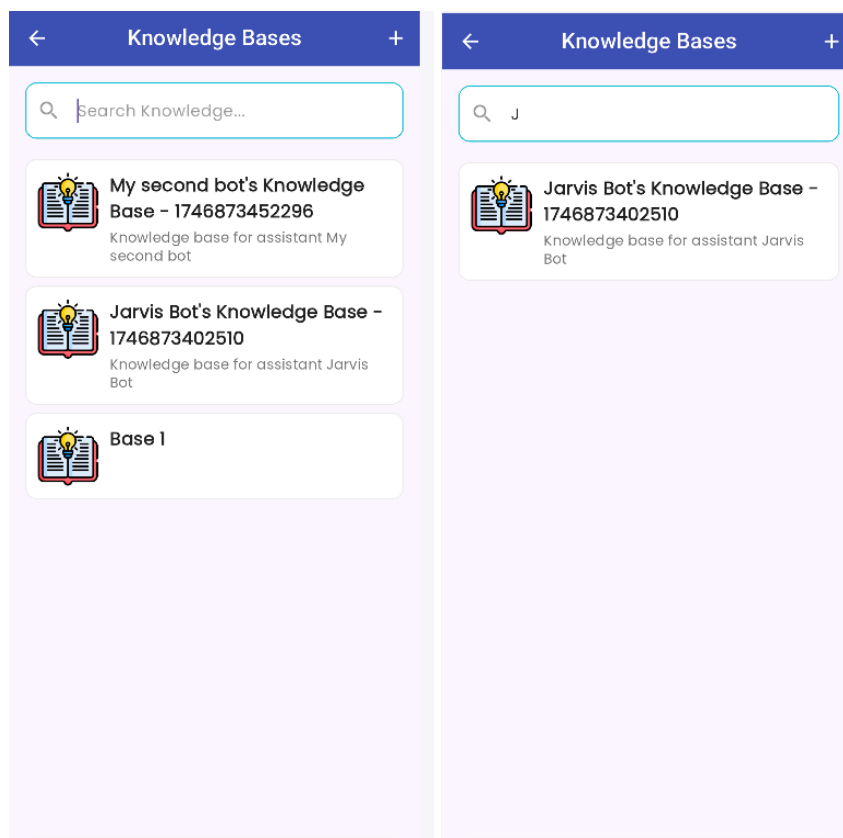 Knowledge Bases
Search Knowledge...
My second bot's Knowledge
Base - 1746873452296
Knowledge base for assistant My
second bot
Jarvis Bot's Knowledge Base -
1746873402510
Knowledge base for assistant Jarvis
Bot
Base 1
Knowledge Bases
J
Jarvis Bot's Knowledge Base -
1746873402510
Knowledge base for assistant Jarvis
Bot